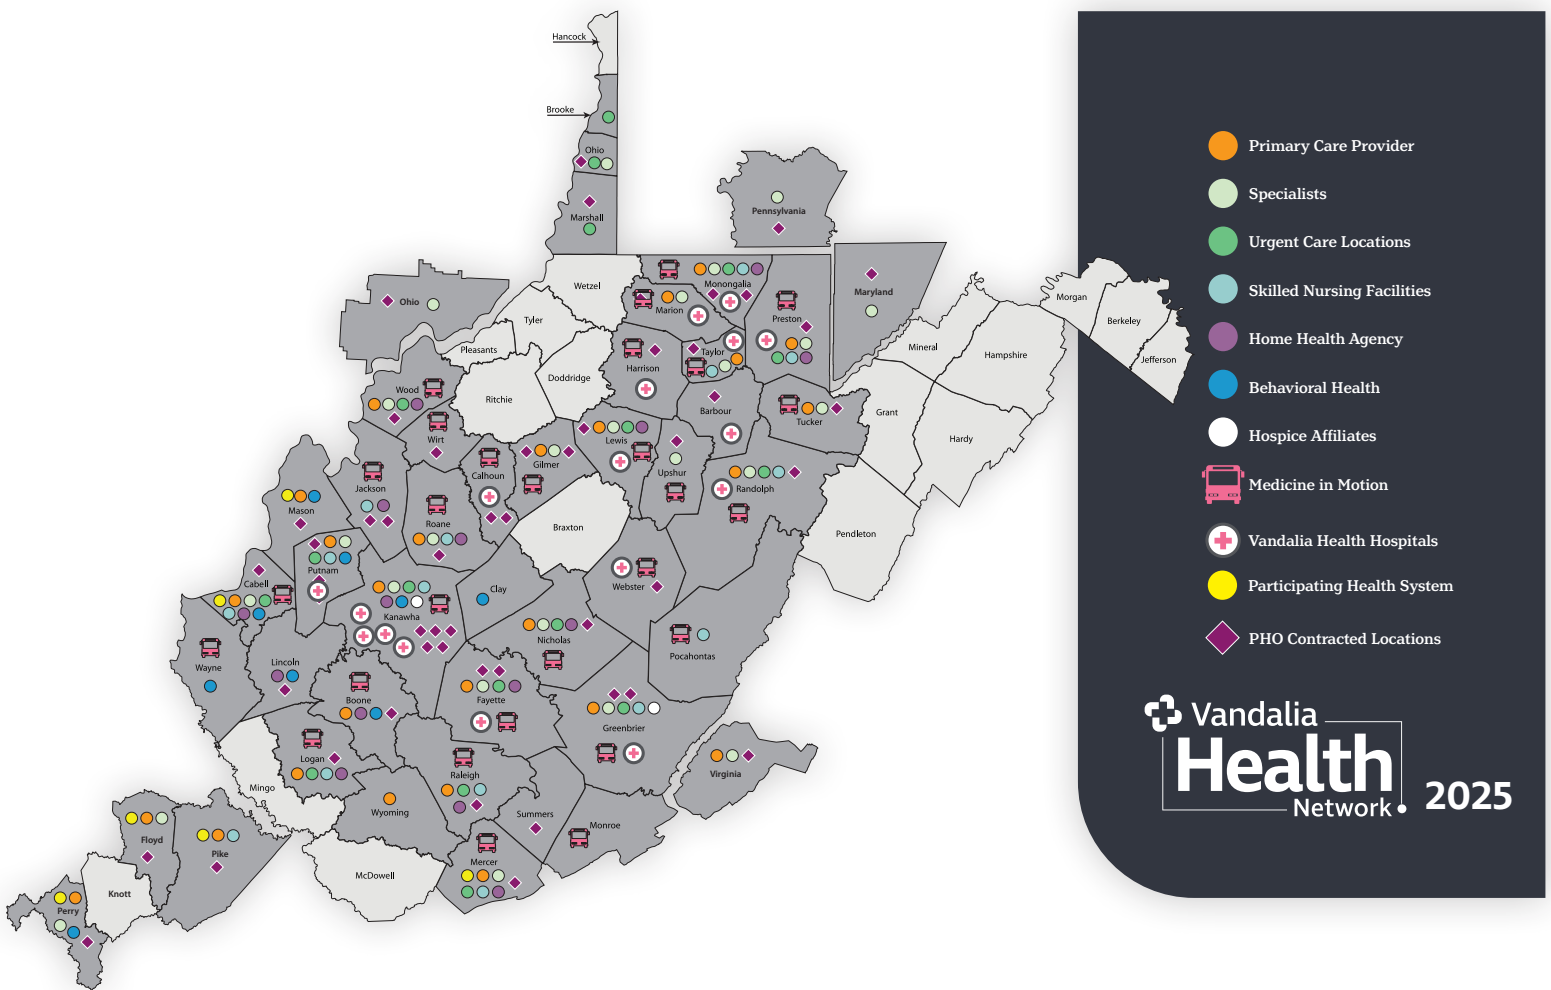 Hancock
Brooke
Ohio
Marshall
Pennsylvania
Ohio
Wetzel
Monongalia
Marion
Preston
Maryland
Tyler
Pleasants
Taylor
Harrison
Doddridge
Ritchie
Wood
Wirt
Barbour
Tucker
Mineral
Hampshire
Morgan
Berkeley
Jefferson
Grant
Hardy
Lewis
Gilmer
Calhoun
Upshur
Randolph
Jackson
Mason
Roane
Braxton
Pendleton
Putnam
Cabell
Clay
Webster
Kanawha
Nicholas
Pocahontas
Wayne
Lincoln
Boone
Fayette
Greenbrier
Logan
Raleigh
Virginia
Mingo
Wyoming
Summers
Monroe
Floyd
Pike
Mercer
McDowell
Knott
Perry
Primary Care Provider
Specialists
Urgent Care Locations
Skilled Nursing Facilities
Home Health Agency
Behavioral Health
Hospice Affiliates
Medicine in Motion
Vandalia Health Hospitals
Participating Health System
PHO Contracted Locations
Vandalia
Health
Network
2025